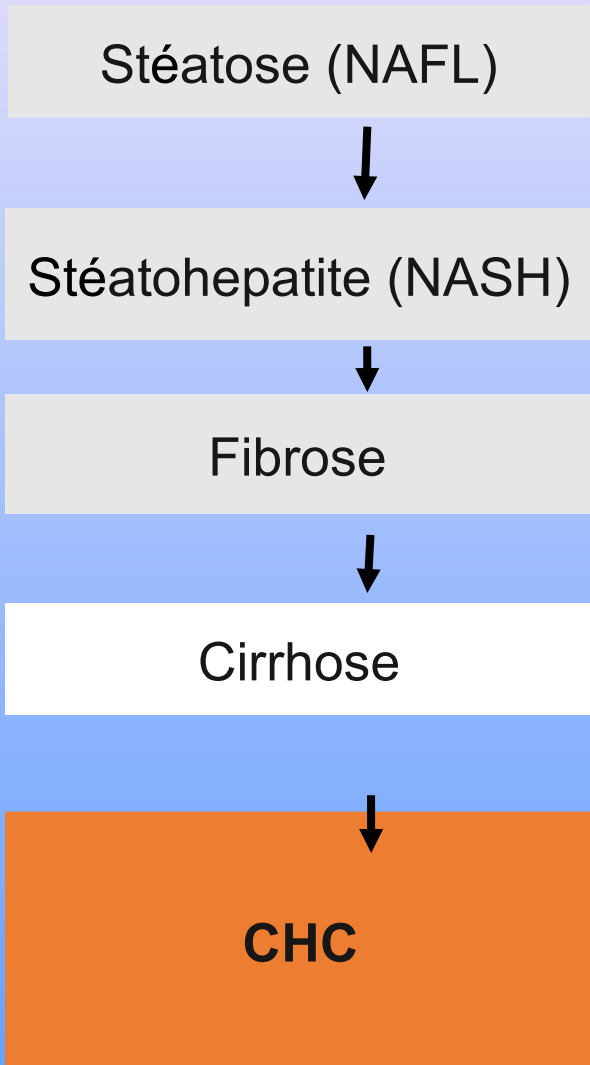 Stéatose (NAFL)
Stéatohepatite (NASH)
Fibrose
Cirrhose
CHC